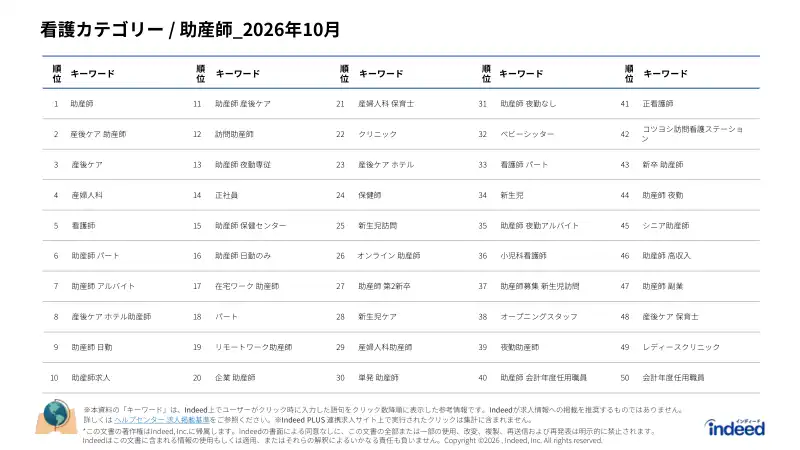 看護カテゴリー / 助産師_2026年10月
順位 キーワード 順位 キーワード 順位 キーワード 順位 キーワード 順位 キーワード
1 助産師 11 助産師 産後ケア 21 産婦人科 保育士 31 助産師 夜勤なし 41 正看護師
2 産後ケア 助産師 12 訪問助産師 22 クリニック 32 ベビーシッター 42 コツヨシ訪問看護ステーション
3 産後ケア 13 助産師 夜勤専従 23 産後ケア ホテル 33 看護師 パート 43 新卒 助産師
4 産婦人科 14 正社員 24 保健師 34 新生児 44 助産師 夜勤
5 看護師 15 助産師 保健センター 25 新生児訪問 35 助産師 夜勤アルバイト 45 シニア助産師
6 助産師 パート 16 助産師 日勤のみ 26 オンライン 助産師 36 小児科看護師 46 助産師 高収入
7 助産師 アルバイト 17 在宅ワーク 助産師 27 助産師 第2新卒 37 助産師募集 新生児訪問 47 助産師 副業
8 産後ケア ホテル助産師 18 パート 28 新生児ケア 38 オープニングスタッフ 48 産後ケア 保育士
9 助産師 日勤 19 リモートワーク助産師 29 産婦人科助産師 39 夜勤助産師 49 レディースクリニック
10 助産師求人 20 企業 助産師 30 単発 助産師 40 助産師 会計年度任用職員 50 会計年度任用職員
※本資料の「キーワード」は、Indeed上でユーザーがクリック時に入力した語句をクリック数降順に表示した参考情報です。Indeedが求人情報への掲載を推奨するものではありません。
詳しくは ヘルプセンター 求人掲載基準をご参照ください。※Indeed PLUS 連携求人サイト上で実行されたクリックは集計に含まれません。
*この文書の著作権はIndeed, Inc.に帰属します。Indeedの書面による同意なしに、この文書の全部または一部の使用、改変、複製、再送信および再発表は明示的に禁止されます。
Indeedはこの文書に含まれる情報の使用もしくは適用、またはそれらの解釈によるいかなる責任も負いません。Copyright ©2026 , Indeed, Inc. All rights reserved.
インディード
indeed